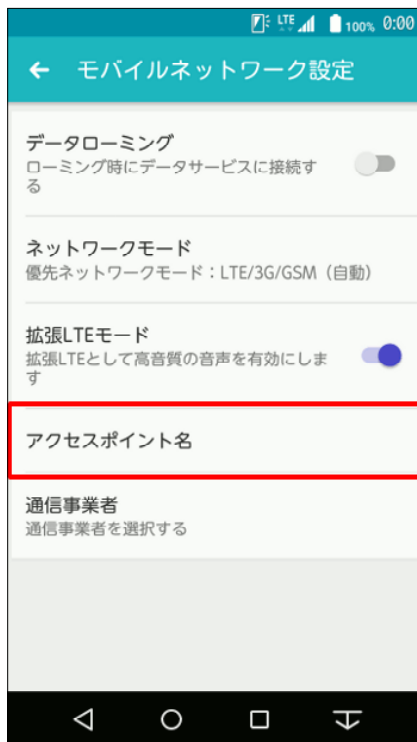 LTE 100% 0:00
モバイルネットワーク設定
データローミング
ローミング時にデータサービスに接続す
る
ネットワークモード
優先ネットワークモード：LTE/3G/GSM（自動）
拡張LTEモード
拡張LTEとして高音質の音声を有効にしま
す
アクセスポイント名
通信事業者
通信事業者を選択する